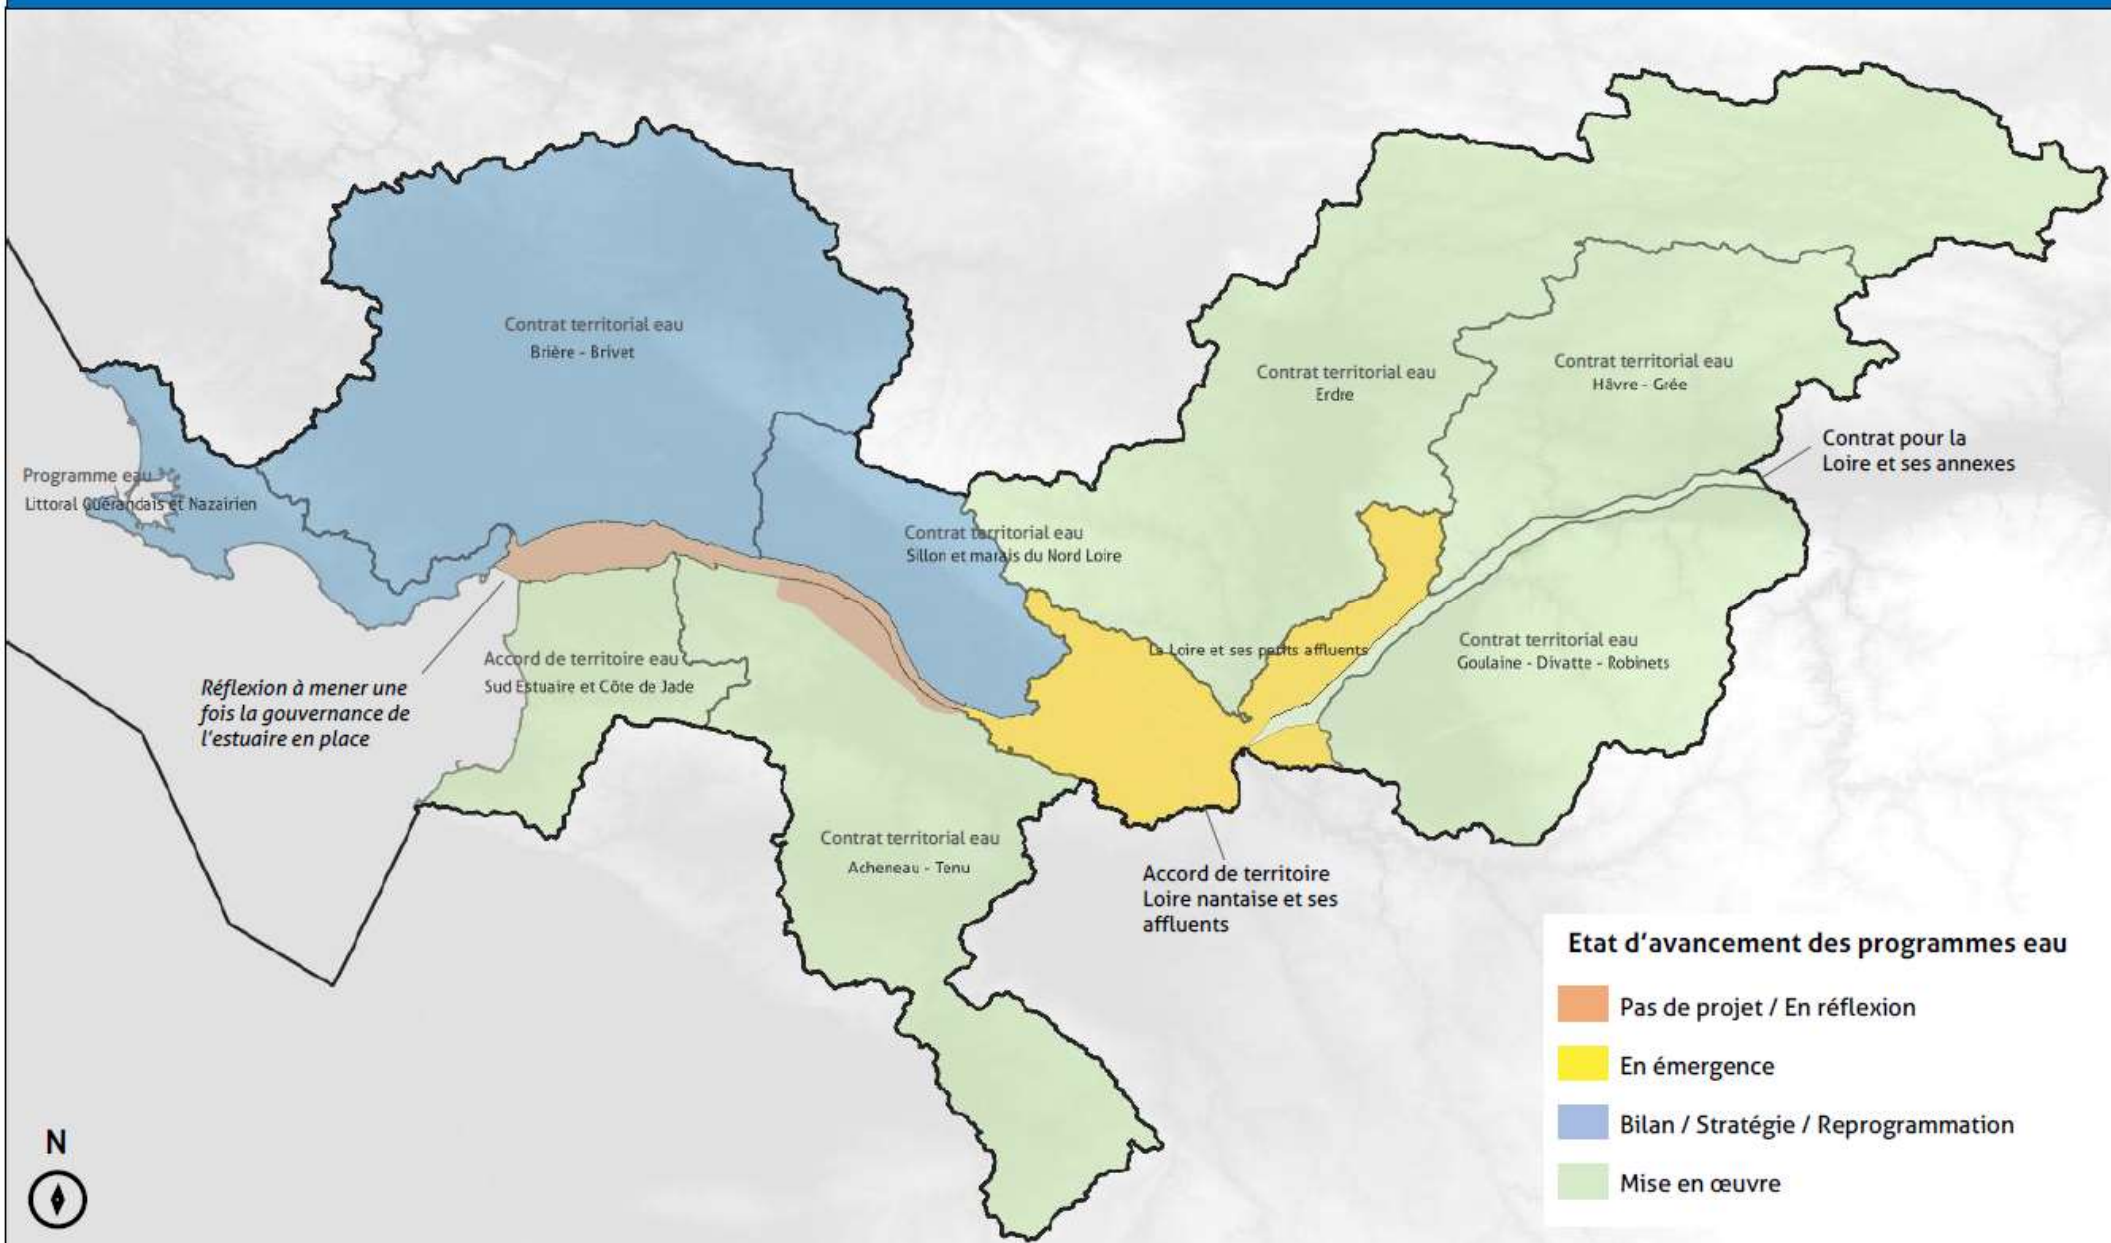 Contrat territorial eau
Brière - Brivet
Programme eau
Littoral Guérandais et Nazairien
Contrat territorial eau
Sillon et marais du Nord Loire
Contrat territorial eau
Erdre
Contrat territorial eau
Hâvre - Grée
Contrat pour la
Loire et ses annexes
La Loire et ses petits affluents
Contrat territorial eau
Goulaine - Divatte - Robinets
Accord de territoire eau
Sud Estuaire et Côte de Jade
Réflexion à mener une
fois la gouvernance de
l'estuaire en place
Contrat territorial eau
Acheneau - Tenu
Accord de territoire
Loire nantaise et ses
affluents
Etat d'avancement des programmes eau
Pas de projet / En réflexion
En émergence
Bilan / Stratégie / Reprogrammation
Mise en œuvre
N